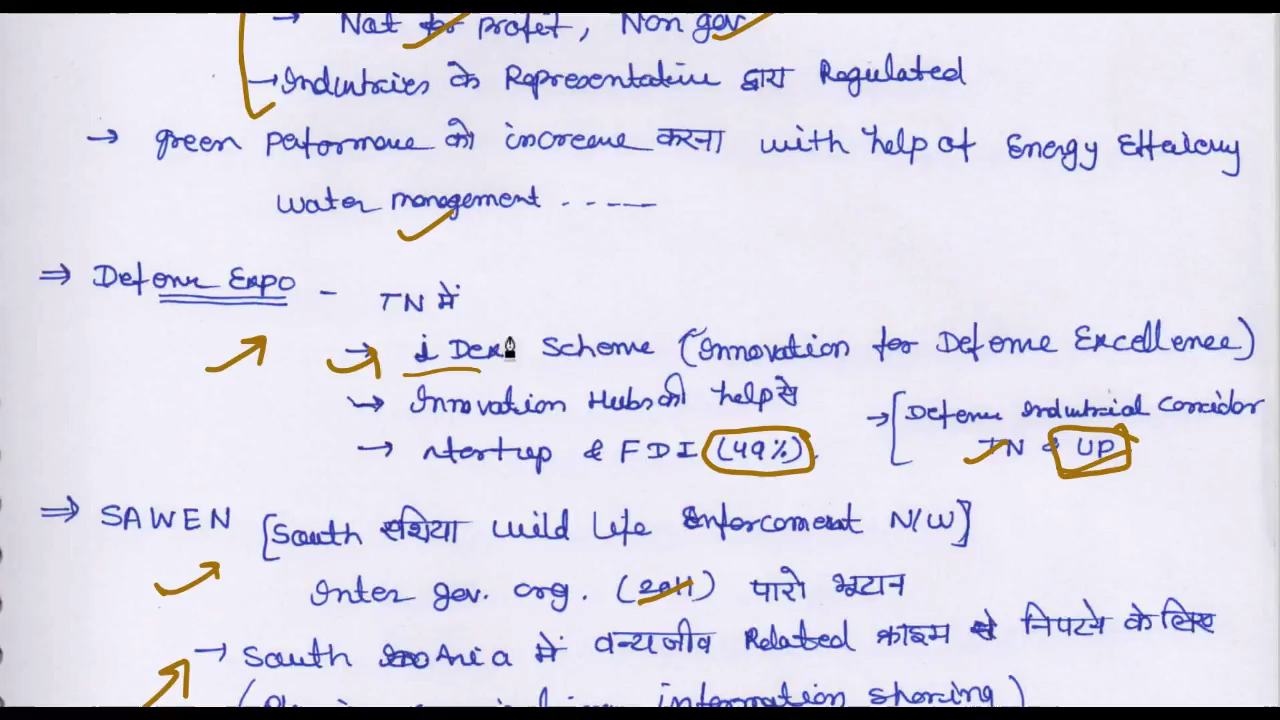 → Not for profit, Non gov
→ Industries के Representative द्वारा Regulated
→ green Performance को increase करना with help of Energy Efficiency
water management - - - - —
⇒ Defence Expo - TN में
→ i Dex Scheme (Innovation for Defence Excellence)
→ Innovation Hubs की help से
→ startup & FDI (49%).
→ [Defence industrial corridor
TN & UP
⇒ SAWEN [South एशिया Wild Life Enforcement N/W]
Inter gov. org. (2011) पारो भूटान
→ South Asia में वन्यजीव Related क्राइम से निपटने के लिए
information sharing)